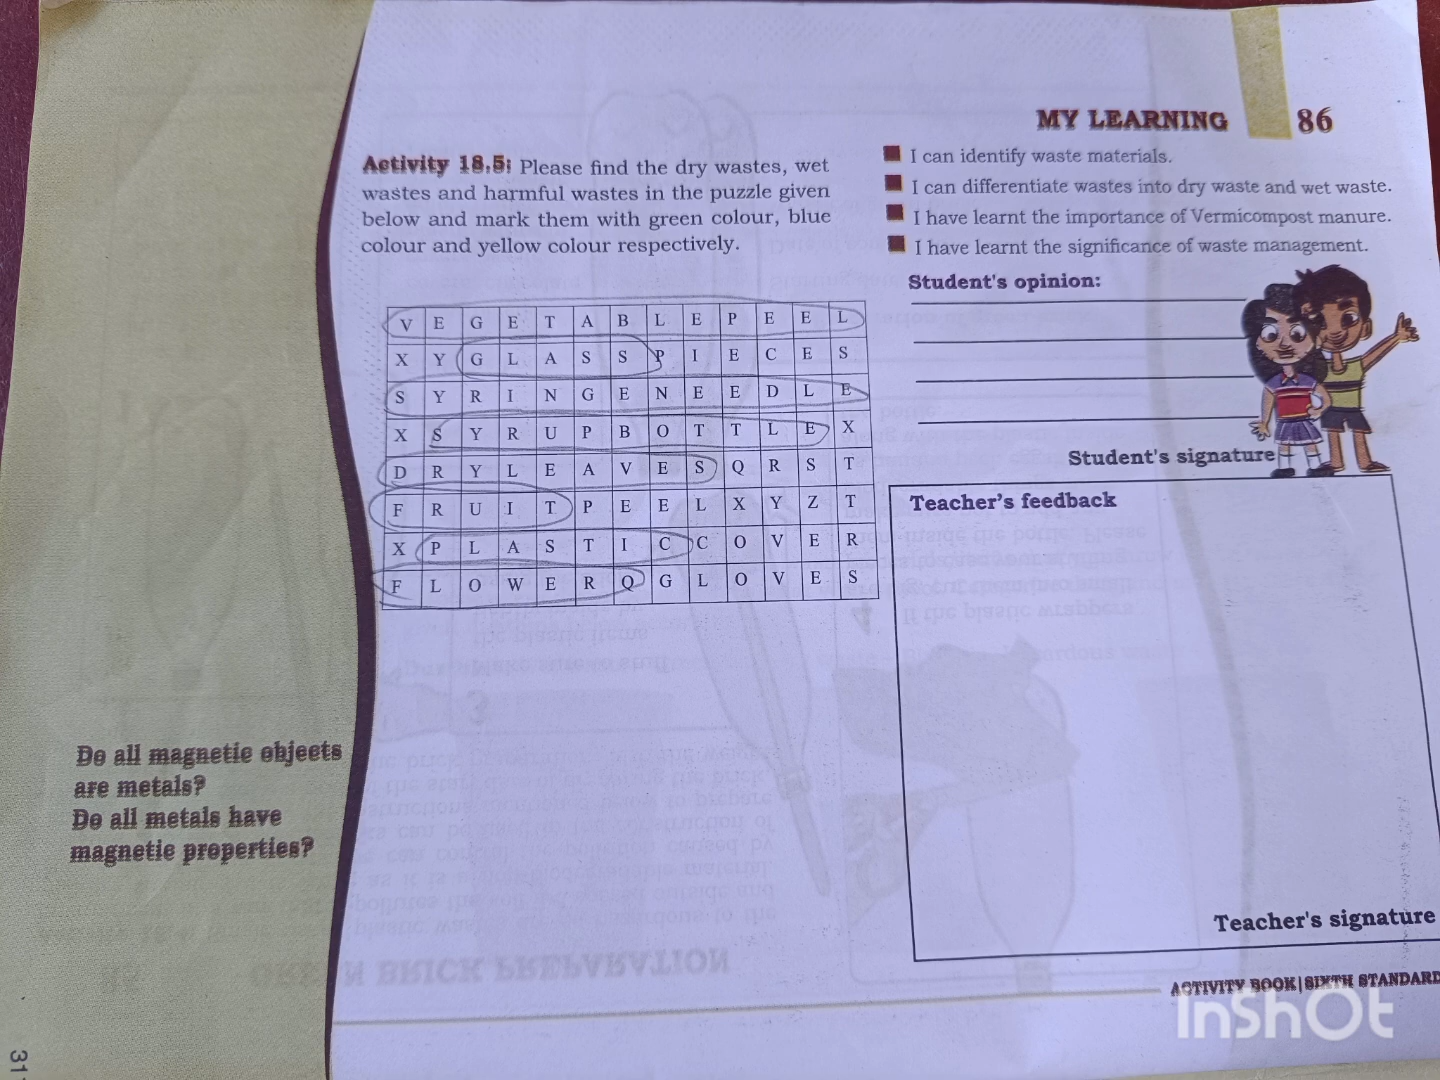 MY LEARNING
86
Activity 18.5: Please find the dry wastes, wet
wastes and harmful wastes in the puzzle given
below and mark them with green colour, blue
colour and yellow colour respectively.
V E G E T A B L E P E E L
X Y G L A S S P I E C E S
S Y R I N G E N E E D L E
X S Y R U P B O T T L E X
D R Y L E A V E S Q R S T
F R U I T P E E L X Y Z T
X P L A S T I C C O V E R
F L O W E R Q G L O V E S
I can identify waste materials.
I can differentiate wastes into dry waste and wet waste.
I have learnt the importance of Vermicompost manure.
I have learnt the significance of waste management.
Student's opinion:
Student's signature
Teacher's feedback
Teacher's signature
Do all magnetic objects
are metals?
Do all metals have
magnetic properties?
ACTIVITY BOOK|SIXTH STANDARD
InShOt
31